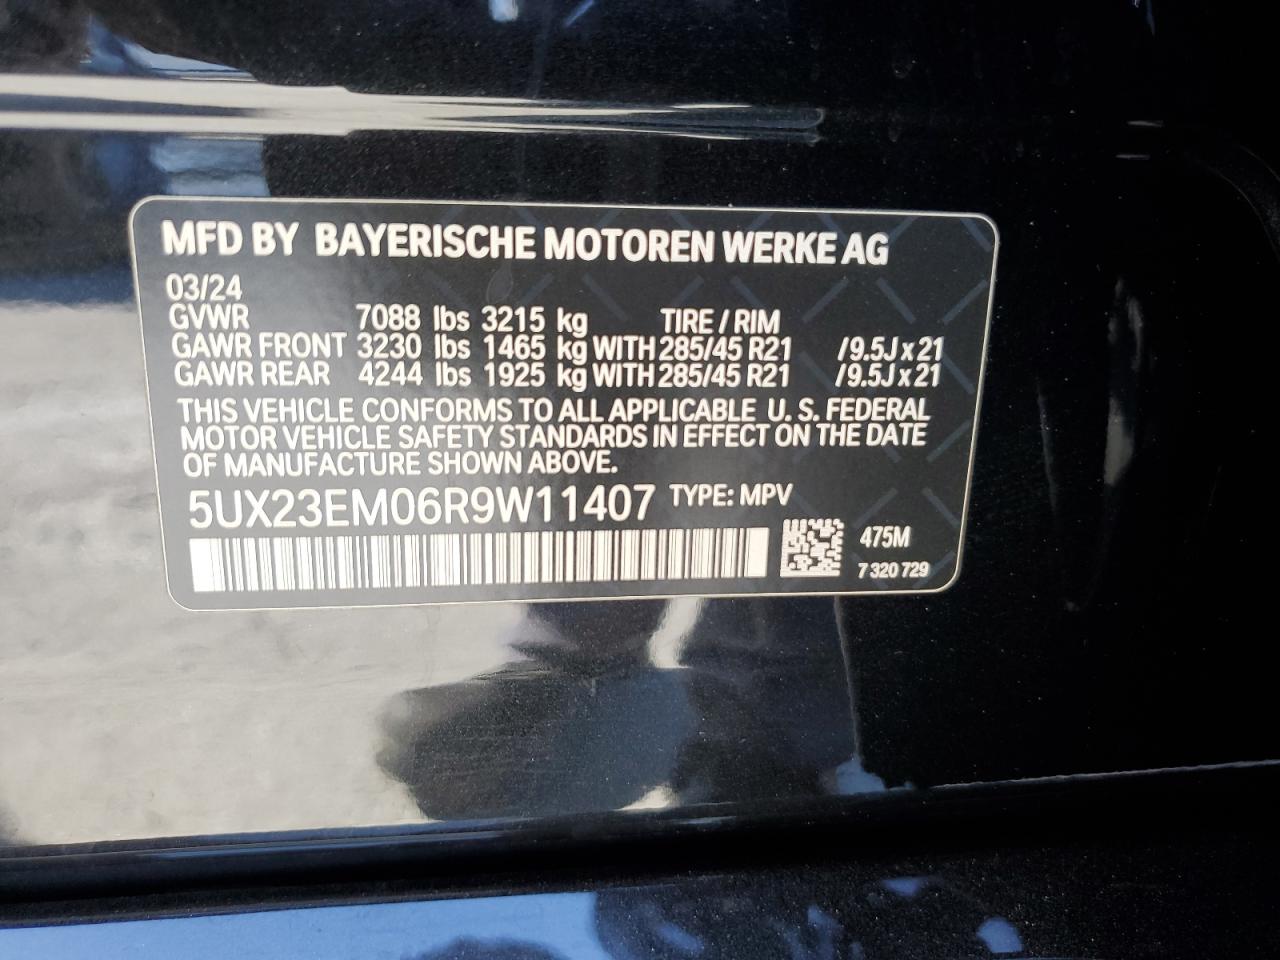 MFD BY BAYERISCHE MOTOREN WERKE AG
03/24
GVWR 7088 lbs 3215 kg TIRE / RIM
GAWR FRONT 3230 lbs 1465 kg WITH 285/45 R21 /9.5J x 21
GAWR REAR 4244 lbs 1925 kg WITH 285/45 R21 /9.5J x 21
THIS VEHICLE CONFORMS TO ALL APPLICABLE U. S. FEDERAL
MOTOR VEHICLE SAFETY STANDARDS IN EFFECT ON THE DATE
OF MANUFACTURE SHOWN ABOVE.
5UX23EM06R9W11407 TYPE: MPV
475M
7 320 729